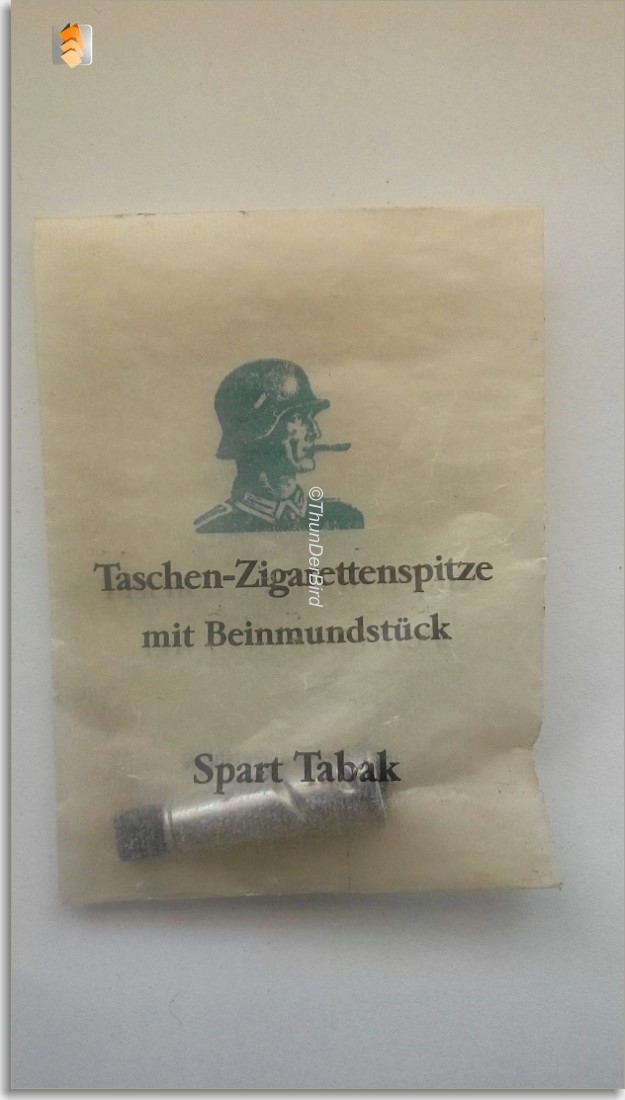 ©ThunDerBird
Taschen-Zigarettenspitze
mit Beinmundstück
Spart Tabak